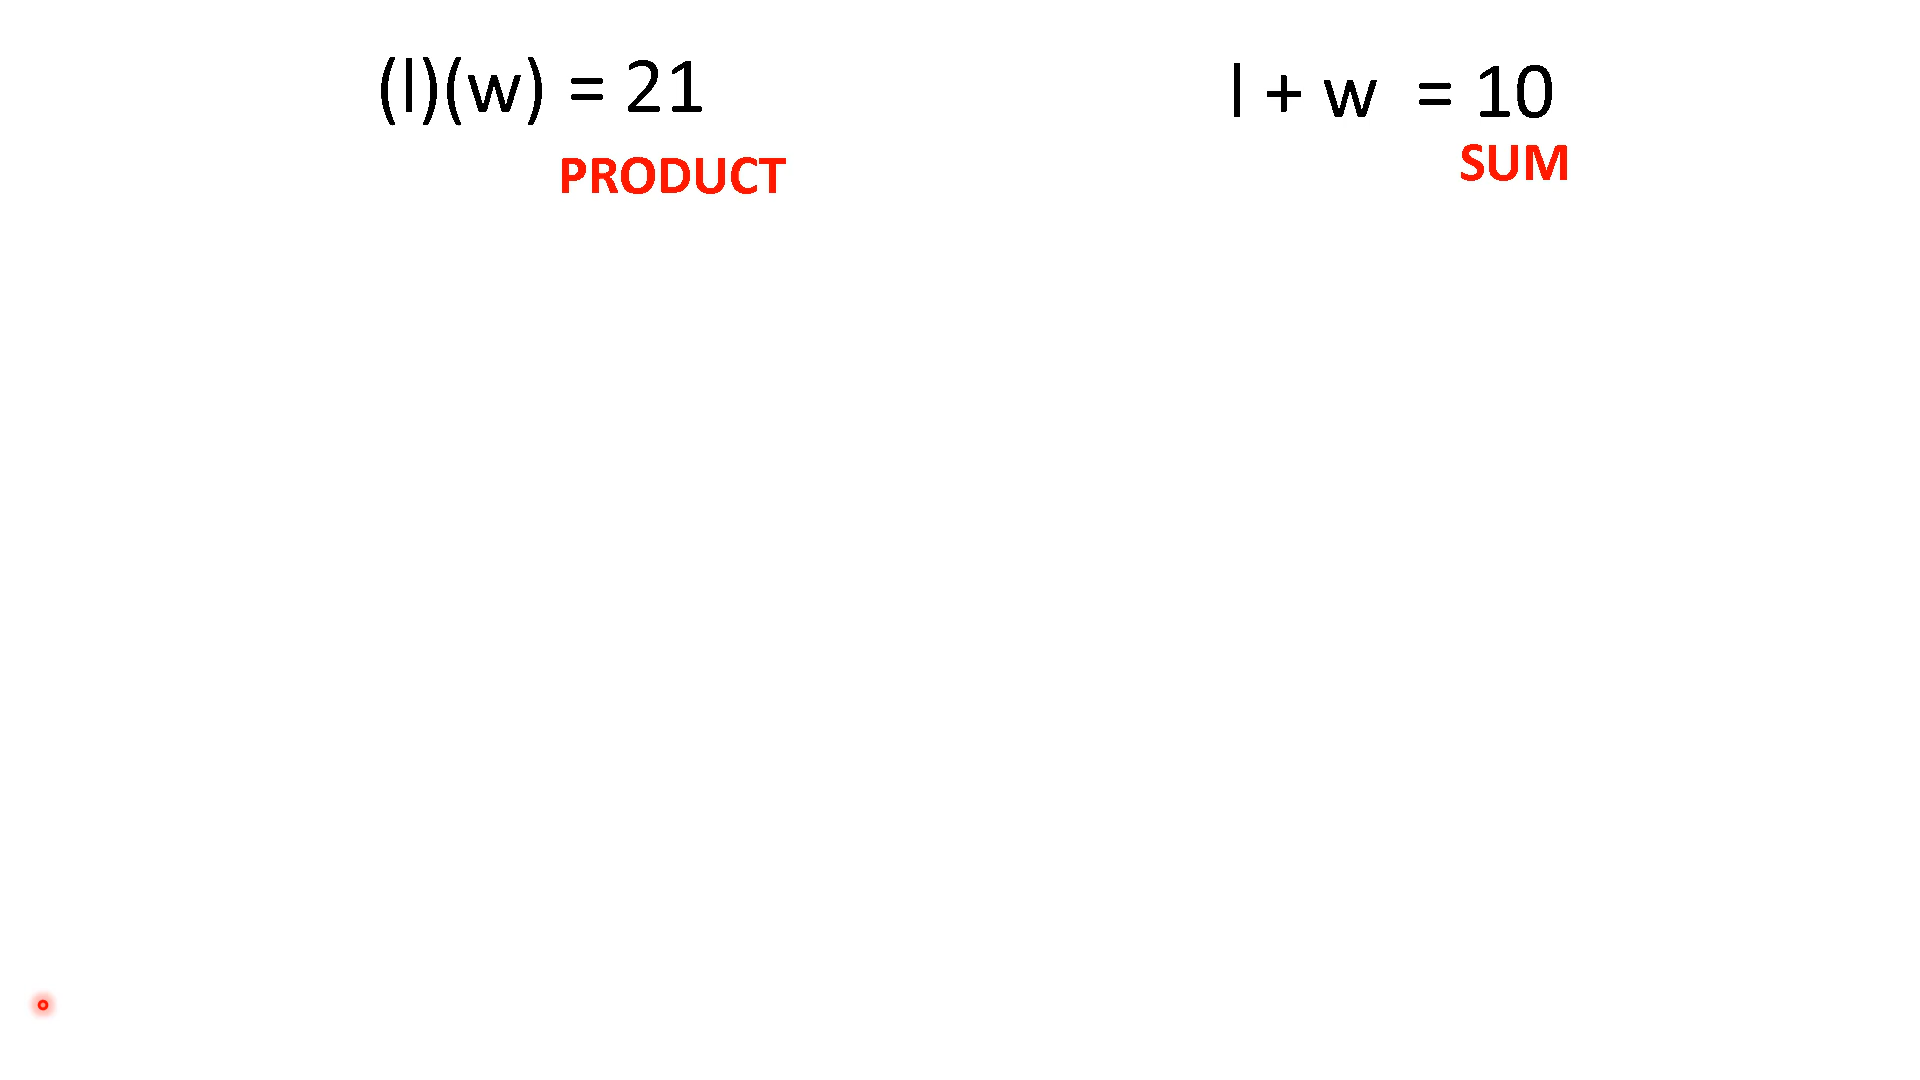 (l)(w) = 21
PRODUCT
l + w = 10
SUM